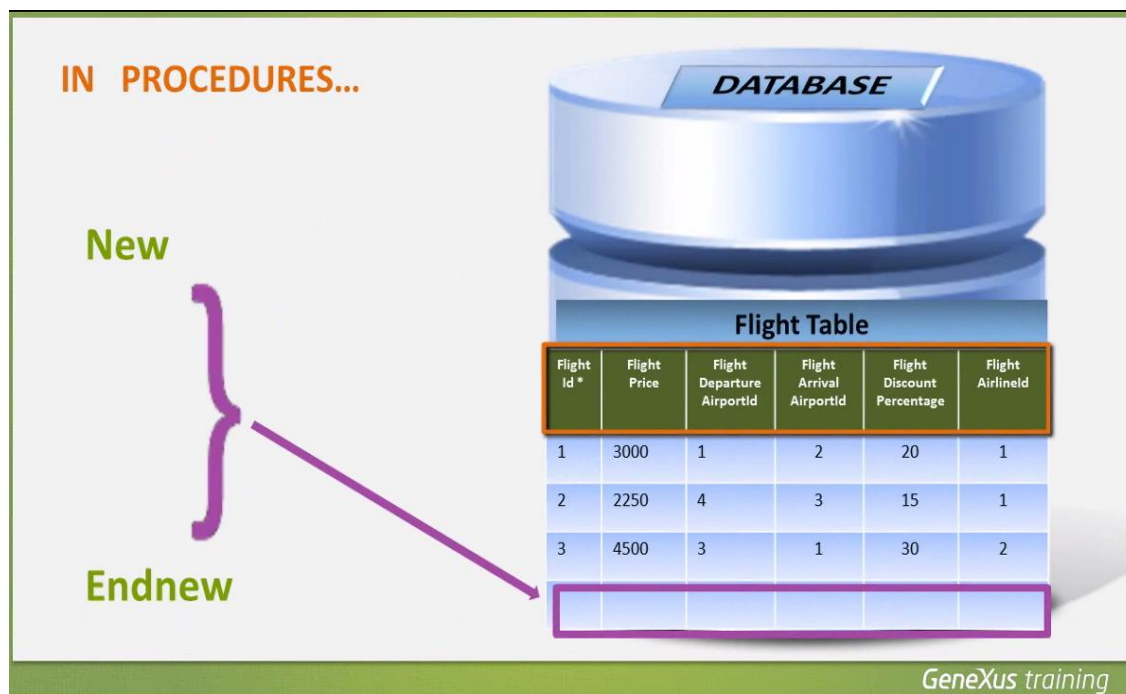 IN PROCEDURES...
DATABASE
New
Endnew
Flight Table
Flight Id * Flight Price Flight Departure AirportId Flight Arrival AirportId Flight Discount Percentage Flight AirlineId
1 3000 1 2 20 1
2 2250 4 3 15 1
3 4500 3 1 30 2
GeneXus training